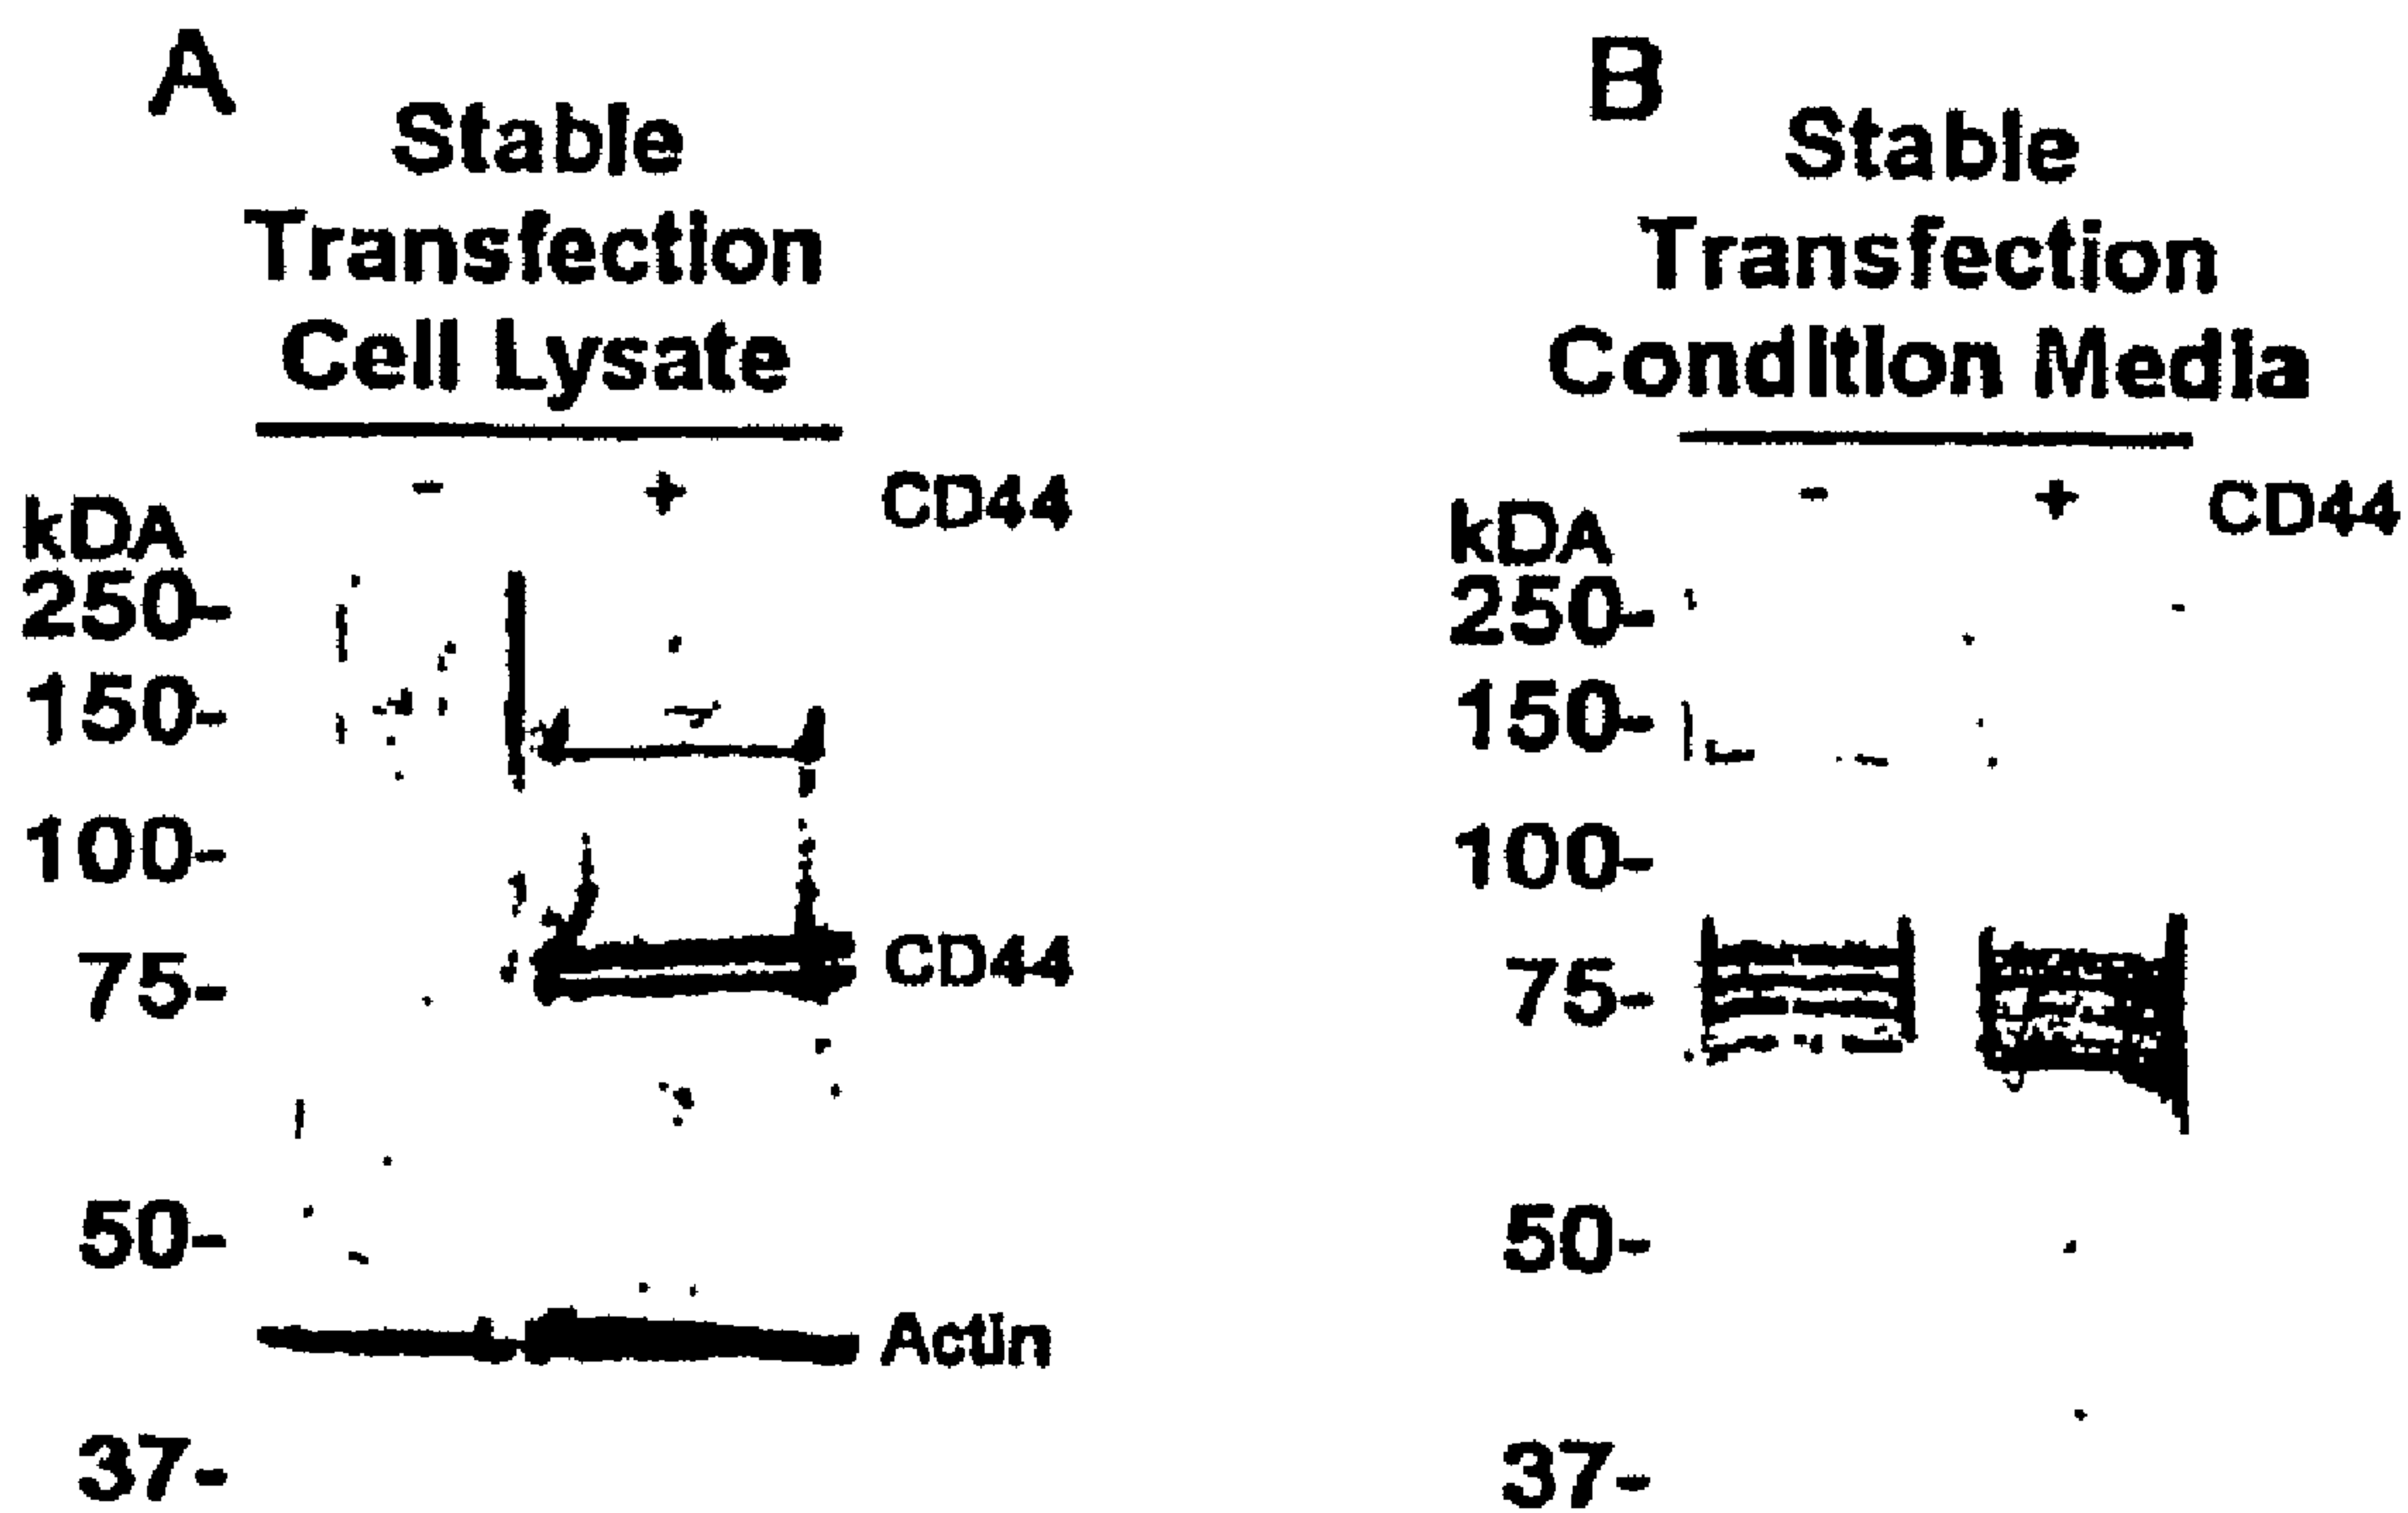 A
Stable
Transfection
Cell Lysate
- + CD44
kDA
250-
150-
100-
CD44
75-
50-
Actin
37-
B
Stable
Transfection
Condition Media
- + CD44
kDA
250-
150-
100-
75-
50-
37-